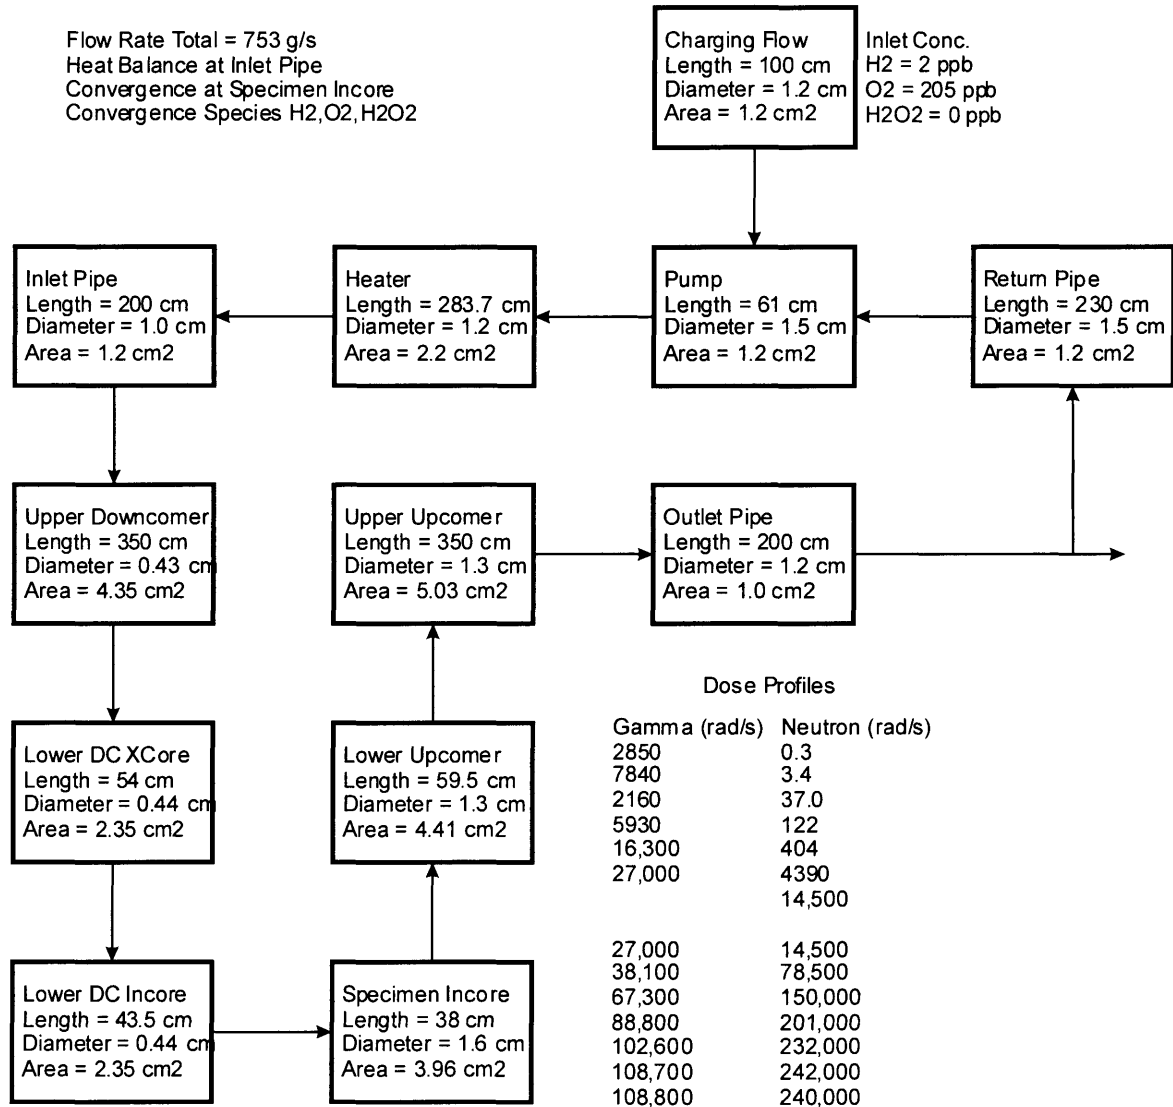 Flow Rate Total = 753 g/s
Heat Balance at Inlet Pipe
Convergence at Specimen Incore
Convergence Species H2,O2,H2O2
Charging Flow
Length = 100 cm
Diameter = 1.2 cm
Area = 1.2 cm2
Inlet Conc.
H2 = 2 ppb
O2 = 205 ppb
H2O2 = 0 ppb
Inlet Pipe
Length = 200 cm
Diameter = 1.0 cm
Area = 1.2 cm2
Heater
Length = 283.7 cm
Diameter = 1.2 cm
Area = 2.2 cm2
Pump
Length = 61 cm
Diameter = 1.5 cm
Area = 1.2 cm2
Return Pipe
Length = 230 cm
Diameter = 1.5 cm
Area = 1.2 cm2
Upper Downcomer
Length = 350 cm
Diameter = 0.43 cm
Area = 4.35 cm2
Upper Upcomer
Length = 350 cm
Diameter = 1.3 cm
Area = 5.03 cm2
Outlet Pipe
Length = 200 cm
Diameter = 1.2 cm
Area = 1.0 cm2
Lower DC XCore
Length = 54 cm
Diameter = 0.44 cm
Area = 2.35 cm2
Lower Upcomer
Length = 59.5 cm
Diameter = 1.3 cm
Area = 4.41 cm2
Lower DC Incore
Length = 43.5 cm
Diameter = 0.44 cm
Area = 2.35 cm2
Specimen Incore
Length = 38 cm
Diameter = 1.6 cm
Area = 3.96 cm2
Dose Profiles
Gamma (rad/s) Neutron (rad/s)
2850 0.3
7840 3.4
2160 37.0
5930 122
16,300 404
27,000 4390
14,500
27,000 14,500
38,100 78,500
67,300 150,000
88,800 201,000
102,600 232,000
108,700 242,000
108,800 240,000